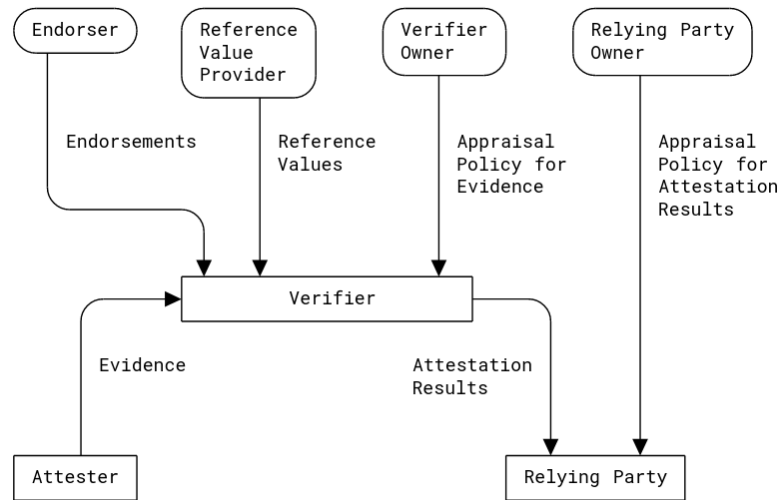 Endorser
Reference
Value
Provider
Verifier
Owner
Relying Party
Owner
Endorsements
Reference
Values
Appraisal
Policy for
Evidence
Appraisal
Policy for
Attestation
Results
Verifier
Evidence
Attestation
Results
Attester
Relying Party